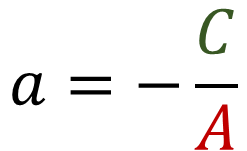 a = − C/A